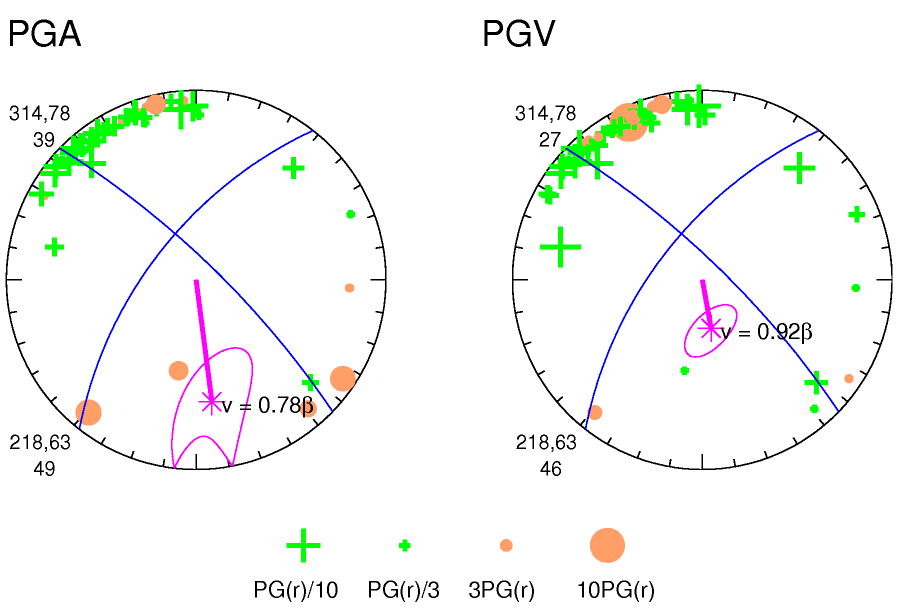 PGA
PGV
314,78
39
314,78
27
v = 0.78β
v = 0.92β
218,63
49
218,63
46
PG(r)/10
PG(r)/3
3PG(r)
10PG(r)